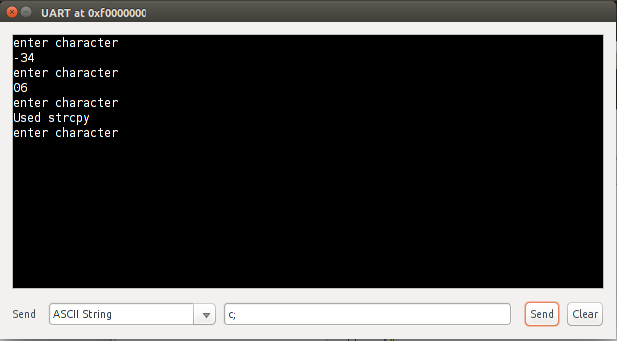 UART at 0xf0000000
enter character
-34
enter character
06
enter character
Used strcpy
enter character
Send ASCII String c; Send Clear